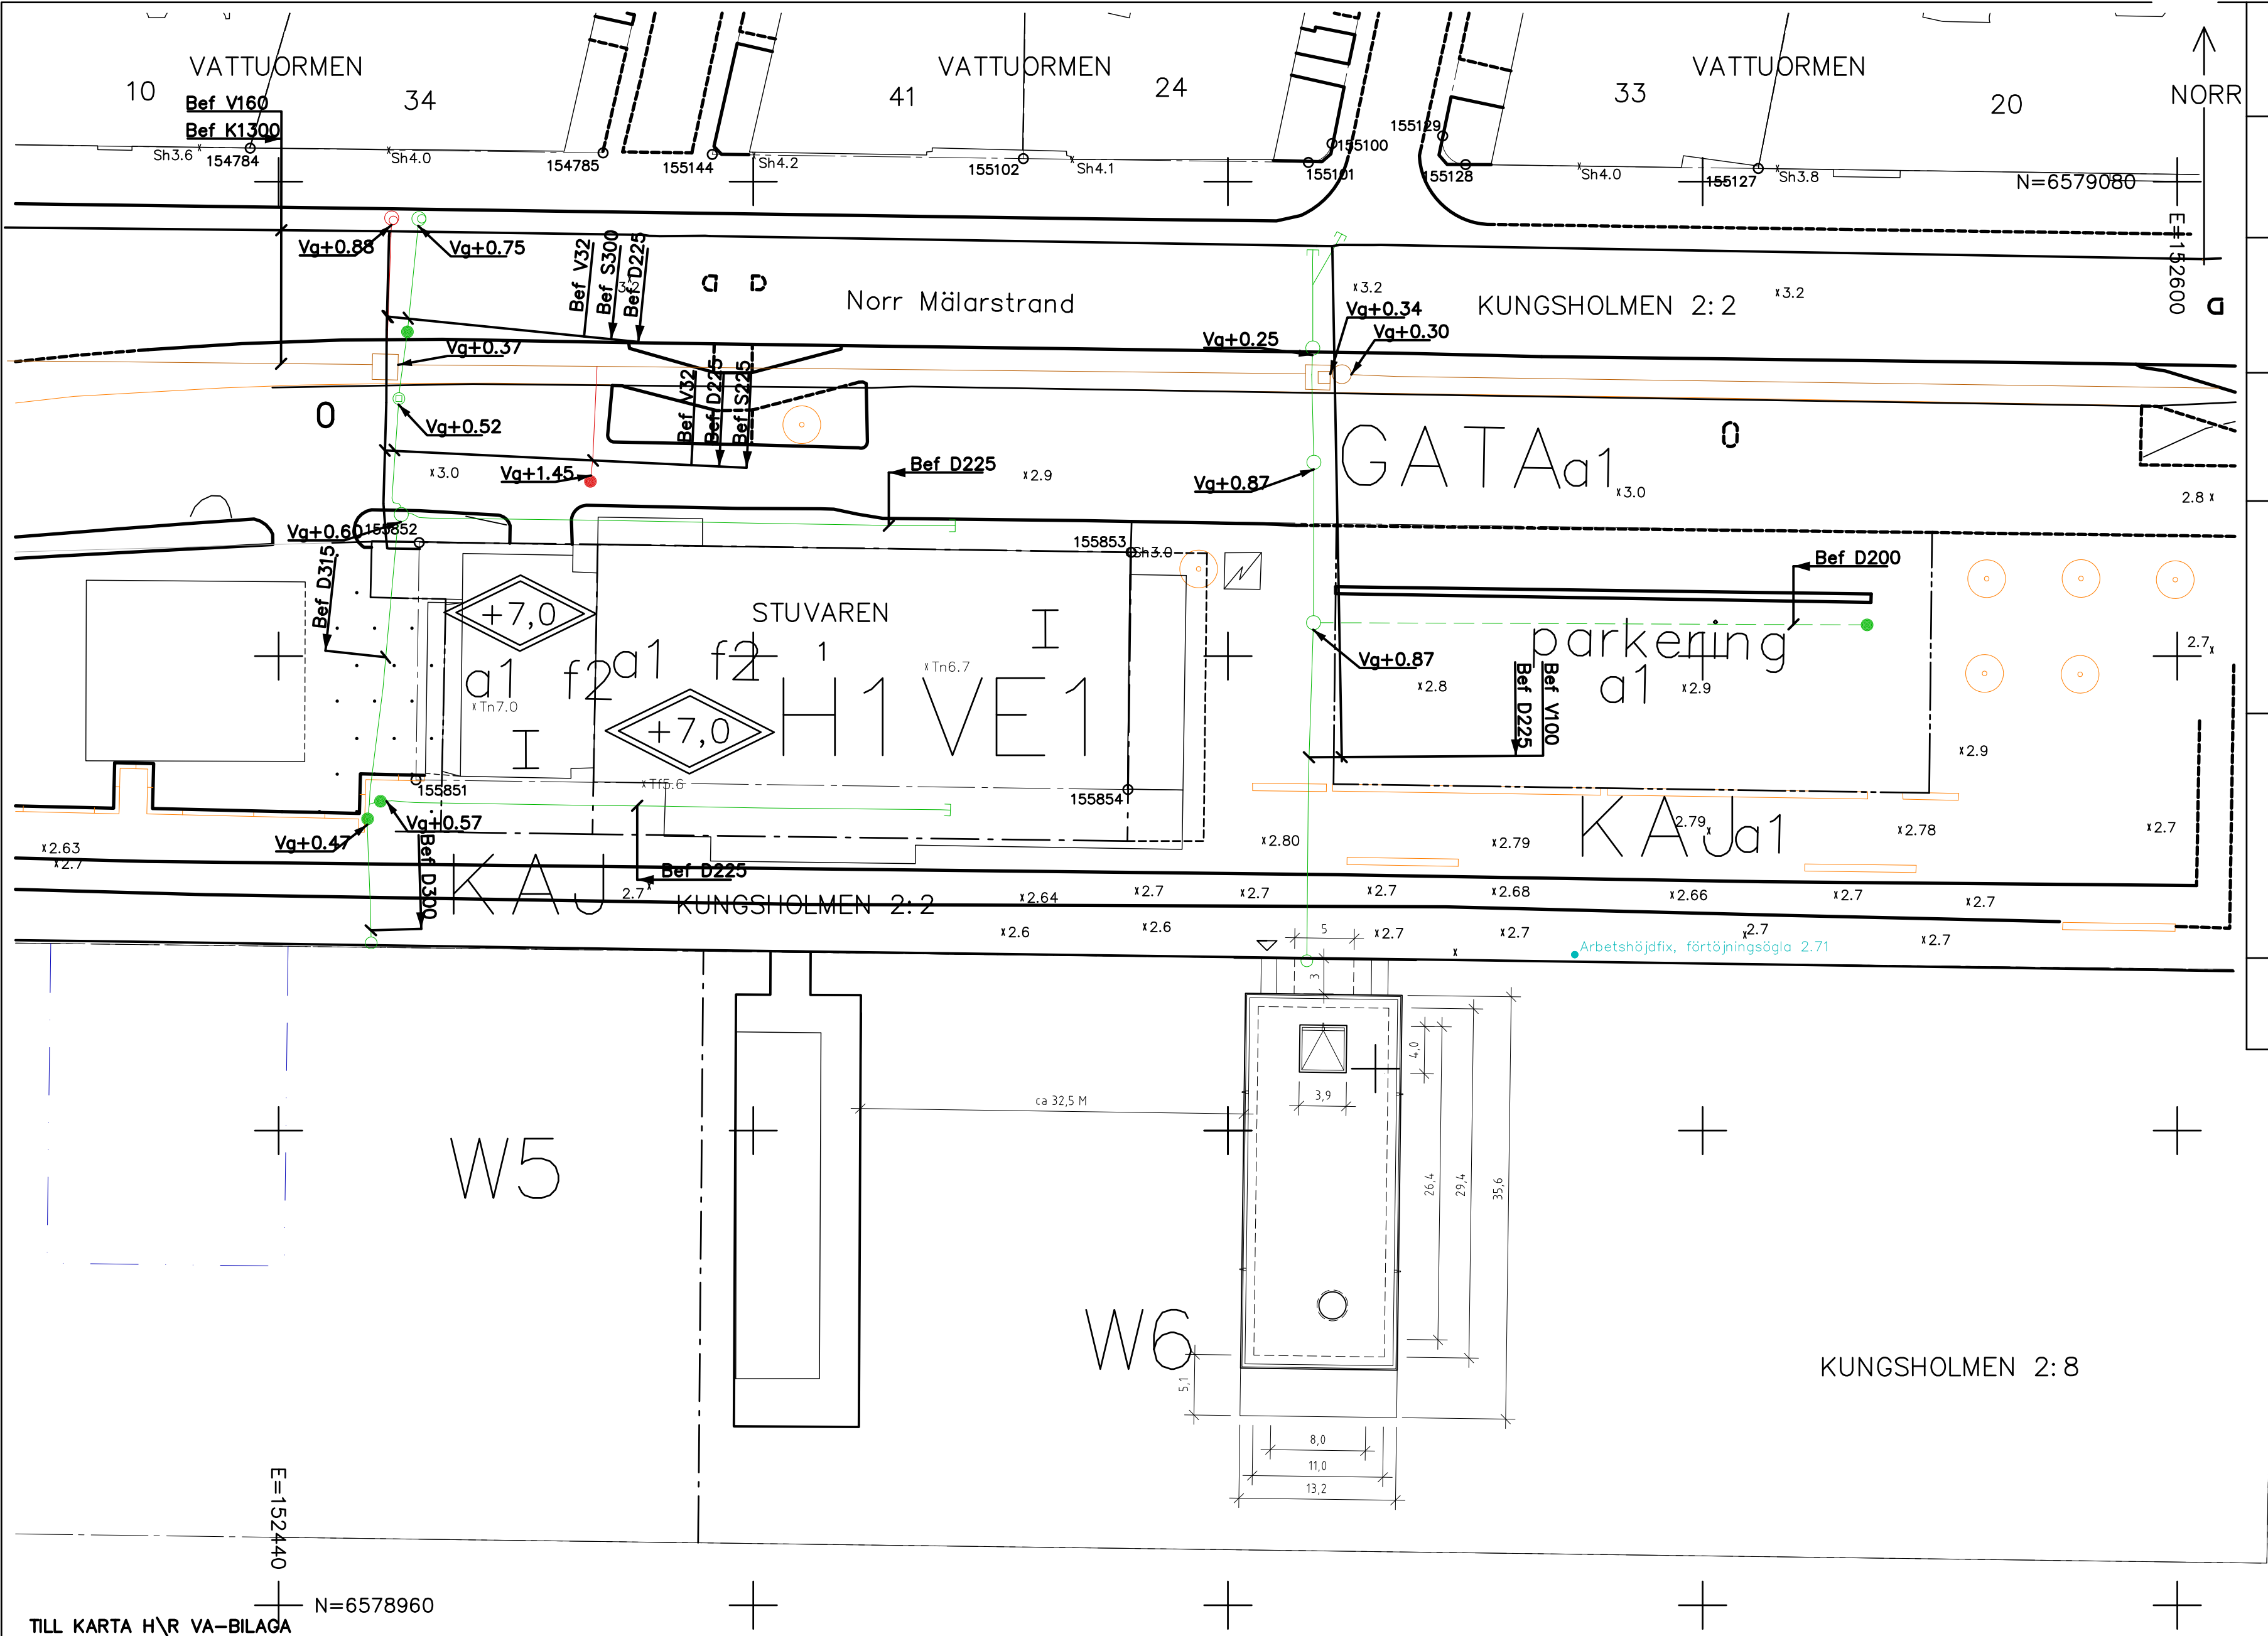 VATTUORMEN
VATTUORMEN
VATTUORMEN
10
34
41
24
33
20
NORR
Bef V160
Bef K1300
Sh3.6
154784
Sh4.0
154785
155144
Sh4.2
155102
Sh4.1
155100
155101
155129
155128
Sh4.0
155127
Sh3.8
N=6579080
E=152600
Vg+0.88
Vg+0.75
Bef V32
Bef S300
Bef D225
3.2
a
D
Norr Mälarstrand
3.2
KUNGSHOLMEN 2:2
3.2
a
Vg+0.34
Vg+0.30
Vg+0.25
Vg+0.37
Bef V32
Bef D225
Bef S225
0
Vg+0.52
0
3.0
Vg+1.45
Bef D225
2.9
Vg+0.87
GATA a1
3.0
2.8
Vg+0.60
155852
155853
Sh3.0
Bef D315
Bef D200
+7,0
STUVAREN
1
I
a1 f2
a1 f2
Tn6.7
Tn7.0
I
+7,0
H1VE1
Vg+0.87
parkering
a1
2.7
2.8
2.9
Bef D225
Bef V100
2.9
155851
Tf5.6
155854
Vg+0.57
Vg+0.47
Bef D300
Bef D225
2.63
2.7
KAJ
2.7
KUNGSHOLMEN 2:2
2.80
2.79
KAJa1
2.79
2.78
2.7
2.64
2.7
2.7
2.7
2.68
2.66
2.7
2.7
2.6
2.6
2.7
2.7
2.7
2.7
Arbetshöjdfix, förtöjningsögla 2.71
5
3
4,0
3,9
ca 32,5 M
26,4
29,4
35,6
W5
W6
5,1
8,0
11,0
13,2
KUNGSHOLMEN 2:8
E=152440
N=6578960
TILL KARTA H\R VA-BILAGA